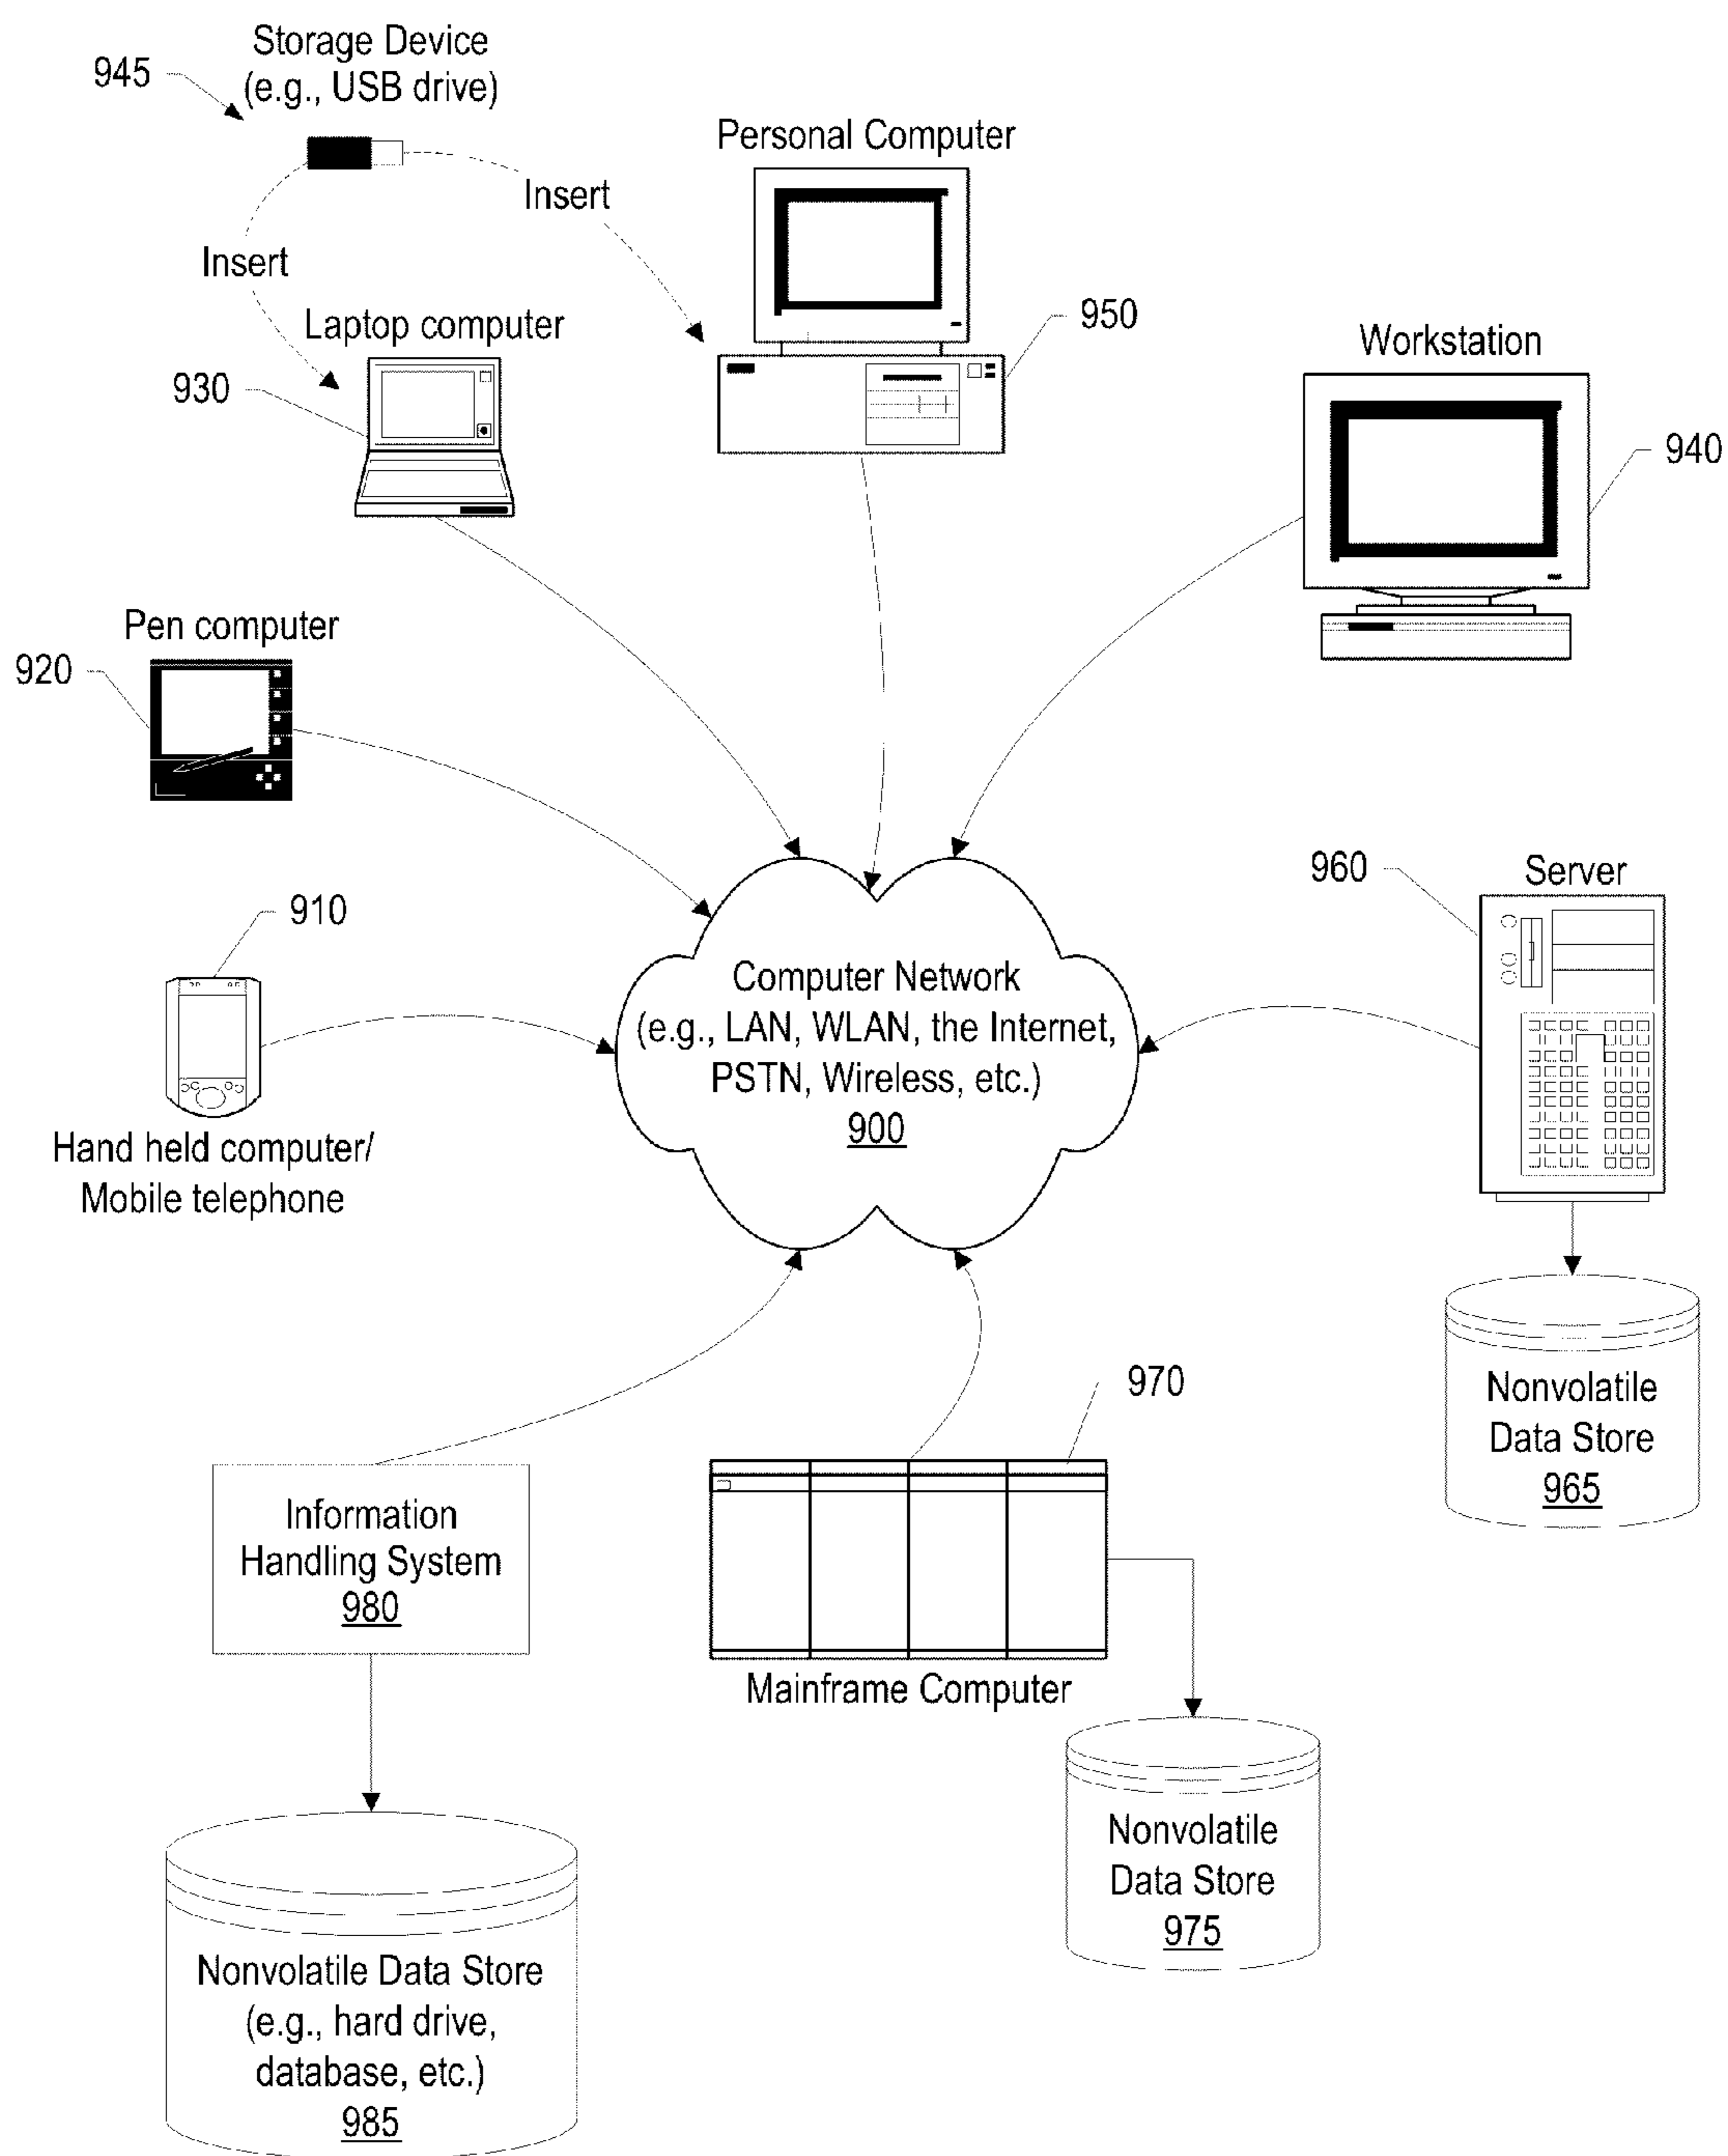 Storage Device
(e.g., USB drive)
945
Personal Computer
Insert
Insert
950
Laptop computer
930
Workstation
940
Pen computer
920
910
Hand held computer/
Mobile telephone
Computer Network
(e.g., LAN, WLAN, the Internet,
PSTN, Wireless, etc.)
900
960
Server
Nonvolatile
Data Store
965
970
Mainframe Computer
Information
Handling System
980
Nonvolatile
Data Store
975
Nonvolatile Data Store
(e.g., hard drive,
database, etc.)
985